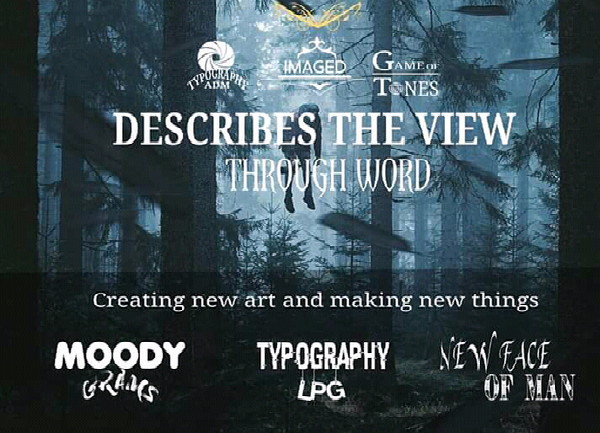 TYPOGRAPHY
ADM
IMAGED
GAME OF
TONES
DESCRIBES THE VIEW
THROUGH WORD
Creating new art and making new things
MOODY
GRAMS
TYPOGRAPHY
LPG
NEW FACE
OF MAN